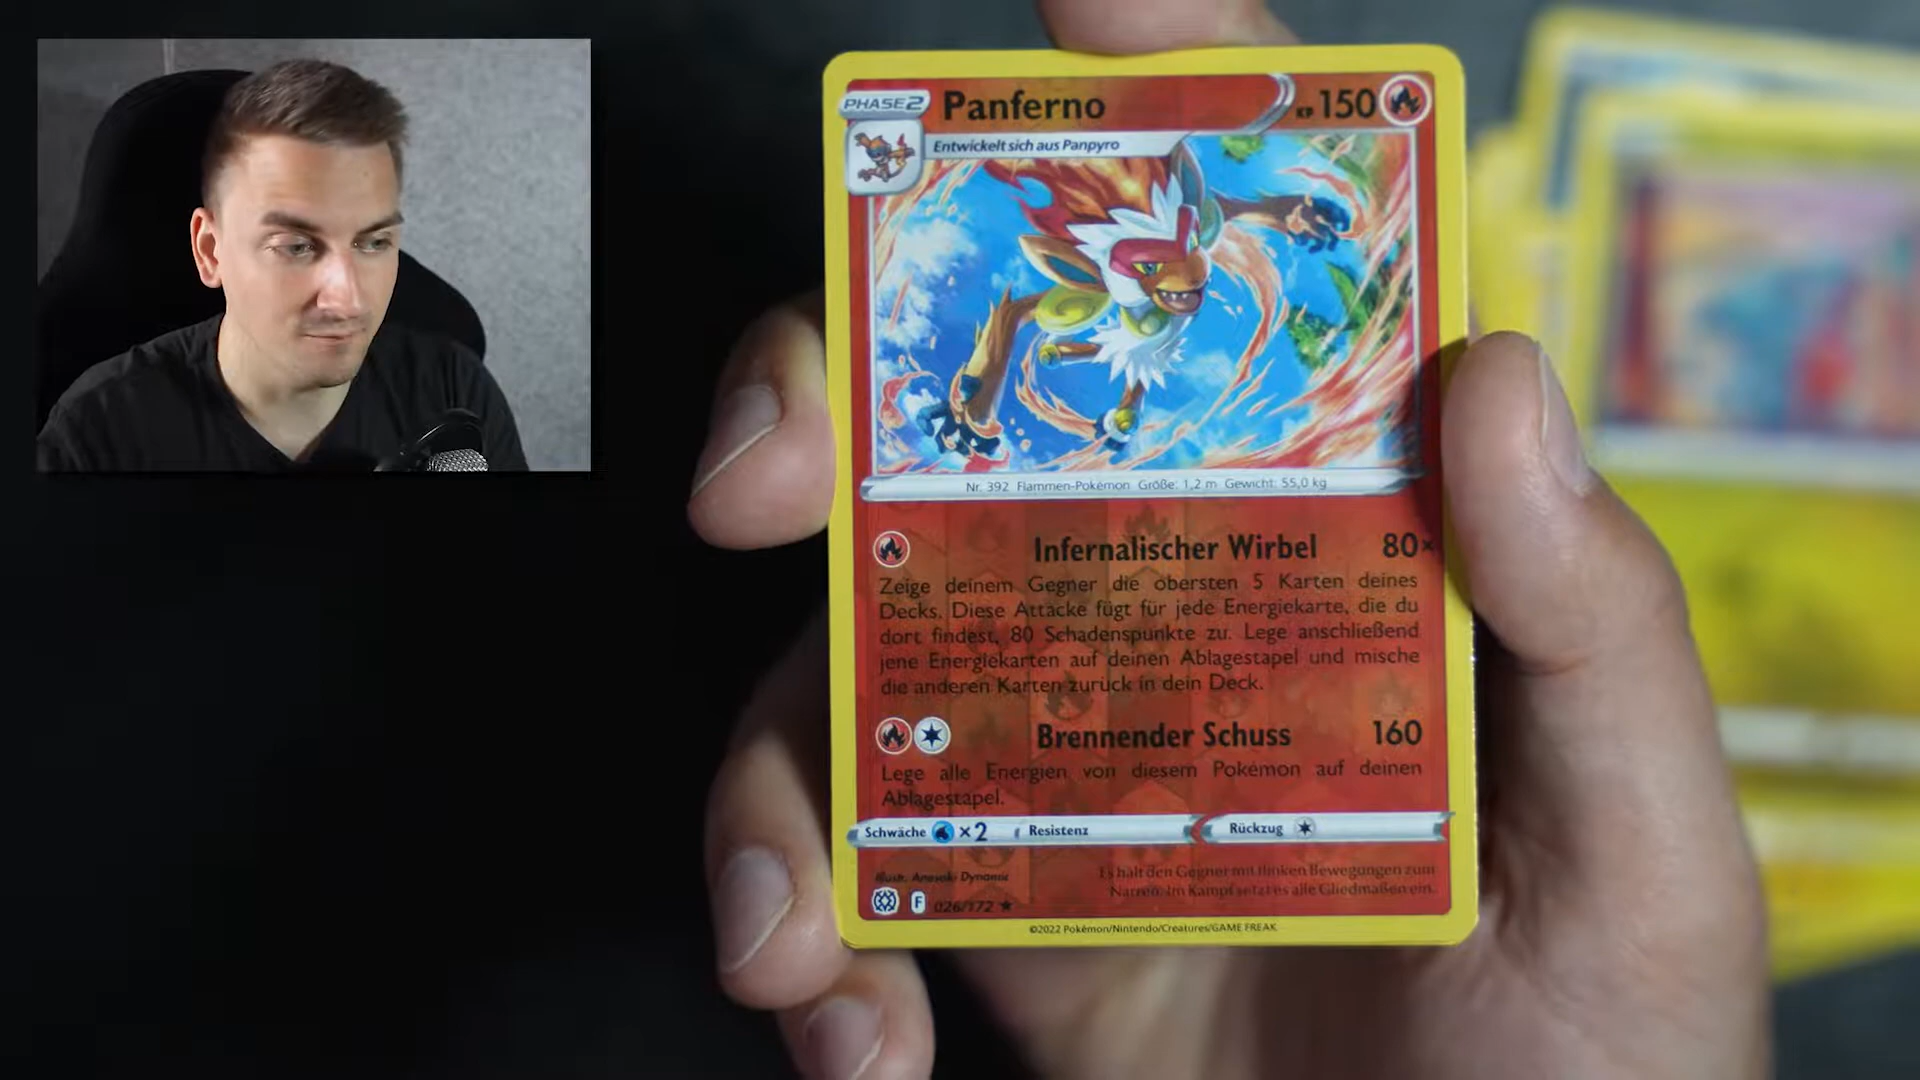 PHASE2 Panferno KP150
Entwickelt sich aus Panpyro
Nr. 392 Flammen-Pokémon Größe: 1,2 m Gewicht: 55,0 kg
Infernalischer Wirbel 80×
Zeige deinem Gegner die obersten 5 Karten deines
Decks. Diese Attacke fügt für jede Energiekarte, die du
dort findest, 80 Schadenspunkte zu. Lege anschließend
jene Energiekarten auf deinen Ablagestapel und mische
die anderen Karten zurück in dein Deck.
Brennender Schuss 160
Lege alle Energien von diesem Pokémon auf deinen
Ablagestapel.
Schwäche ×2 Resistenz Rückzug
Illustr. Anesaki Dynamic
Es hält den Gegner mit flinken Bewegungen zum
Narren. Im Kampf setzt es alle Gliedmaßen ein.
F 026/172 ★
©2022 Pokémon/Nintendo/Creatures/GAME FREAK